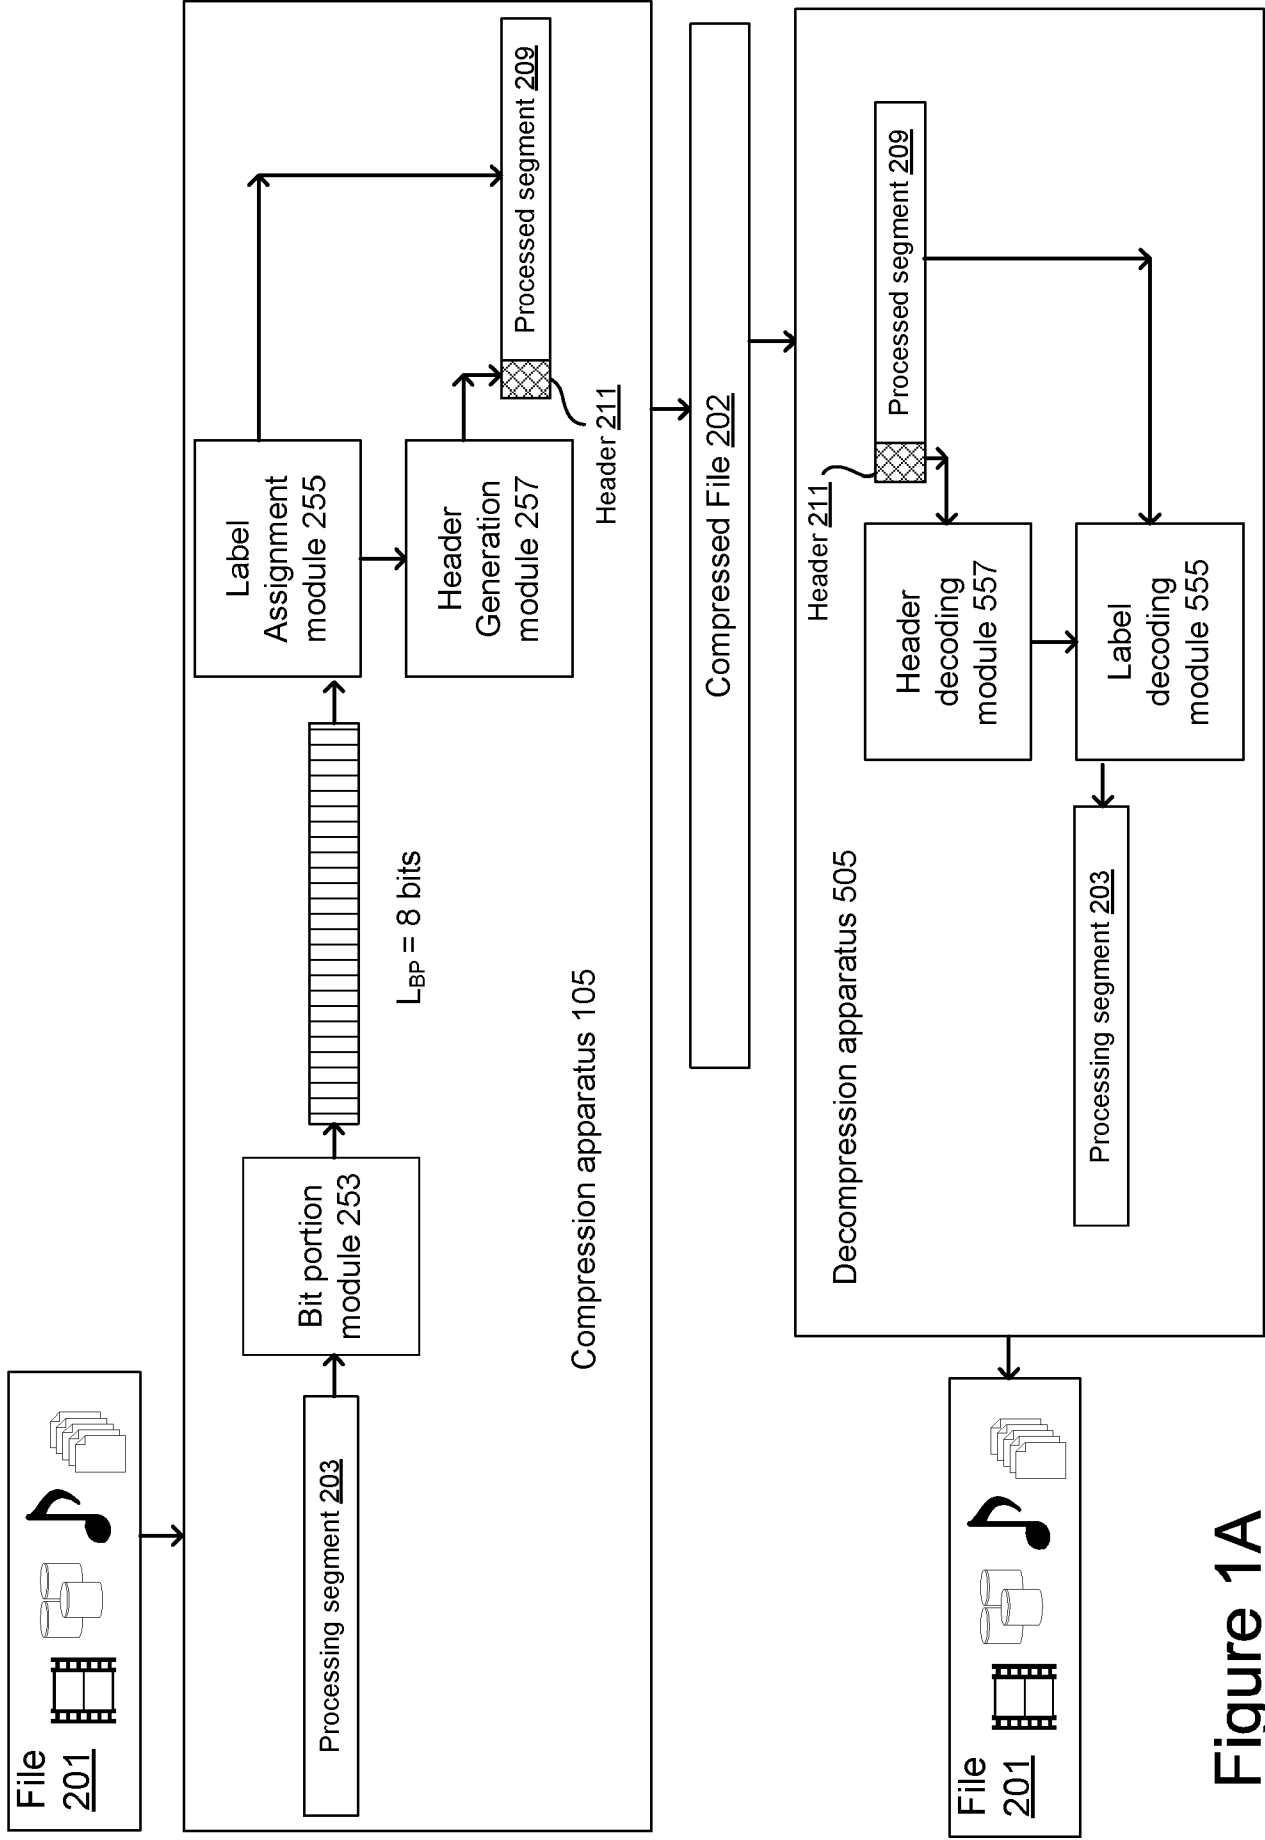 File
201
Processing segment 203
Bit portion
module 253
L_BP = 8 bits
Label
Assignment
module 255
Header
Generation
module 257
Processed segment 209
Header 211
Compression apparatus 105
Compressed File 202
Header 211
Processed segment 209
Header
decoding
module 557
Label
decoding
module 555
Processing segment 203
Decompression apparatus 505
File
201
Figure 1A